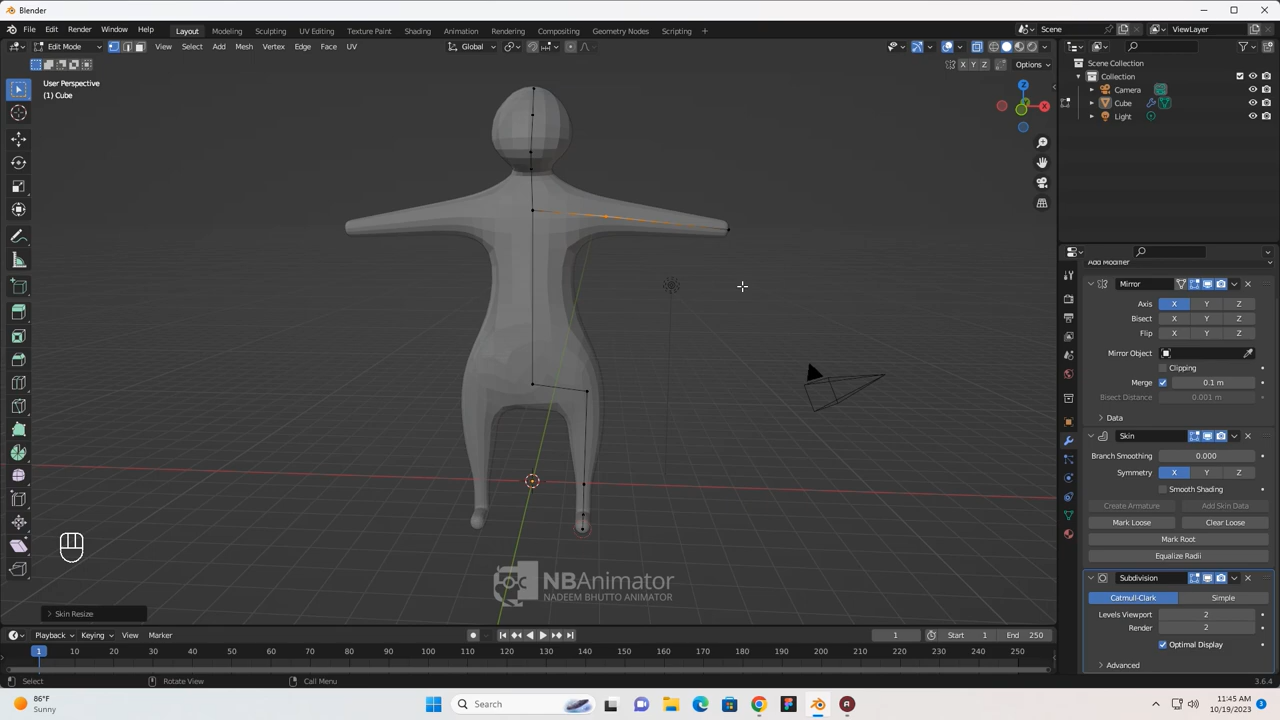 Blender
File Edit Render Window Help
Layout Modeling Sculpting UV Editing Texture Paint Shading Animation Rendering Compositing Geometry Nodes Scripting +
Scene
ViewLayer
Edit Mode View Select Add Mesh Vertex Edge Face UV
Global
X Y Z
Options
User Perspective
(1) Cube
Z
X
Scene Collection
Collection
Camera
Cube
Light
Add Modifier
Mirror
Axis X Y Z
Bisect X Y Z
Flip X Y Z
Mirror Object
Clipping
Merge 0.1 m
Bisect Distance 0.001 m
Data
Skin
Branch Smoothing 0.000
Symmetry X Y Z
Smooth Shading
Create Armature Add Skin Data
Mark Loose Clear Loose
Mark Root
Equalize Radii
Subdivision
Catmull-Clark Simple
Levels Viewport 2
Render 2
Optimal Display
Advanced
NBAnimator
NADEEM BHUTTO ANIMATOR
Skin Resize
Playback Keying View Marker
1
Start 1 End 250
1 10 20 30 40 50 60 70 80 90 100 110 120 130 140 150 160 170 180 190 200 210 220 230 240 250
Select Rotate View Call Menu
3.6.4
86°F
Sunny
Search
11:45 AM
10/19/2023
3